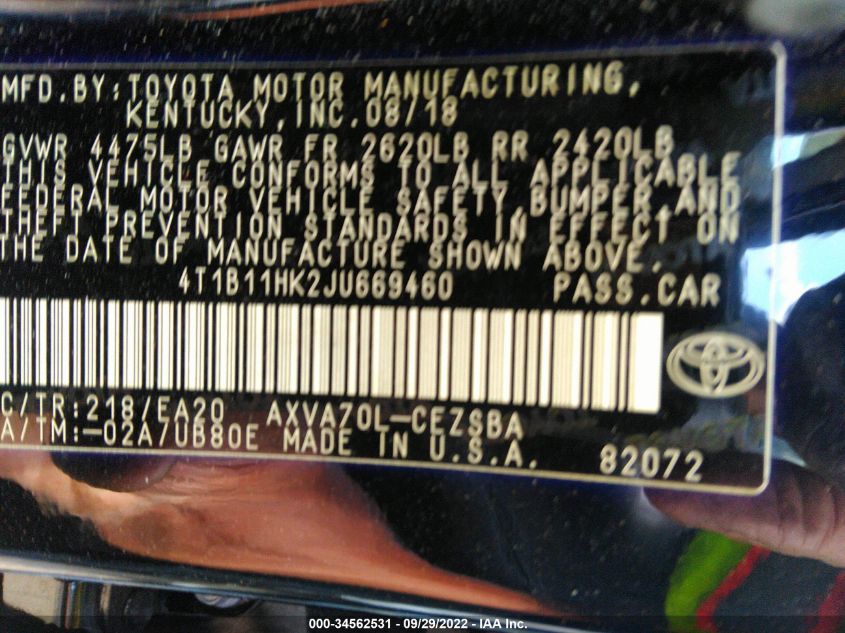 MFD.BY:TOYOTA MOTOR MANUFACTURING,
KENTUCKY,INC.08/18
GVWR 4475LB GAWR FR 2620LB RR 2420LB
THIS VEHICLE CONFORMS TO ALL APPLICABLE
FEDERAL MOTOR VEHICLE SAFETY,BUMPER,AND
THEFT PREVENTION STANDARDS IN EFFECT ON
THE DATE OF MANUFACTURE SHOWN ABOVE.
4T1B11HK2JU669460 PASS.CAR
C/TR:218/EA20 AXVA70L-CEZSBA
A/TM:-02A/UB80E MADE IN U.S.A. 82072
000-34562531 - 09/29/2022 - IAA Inc.